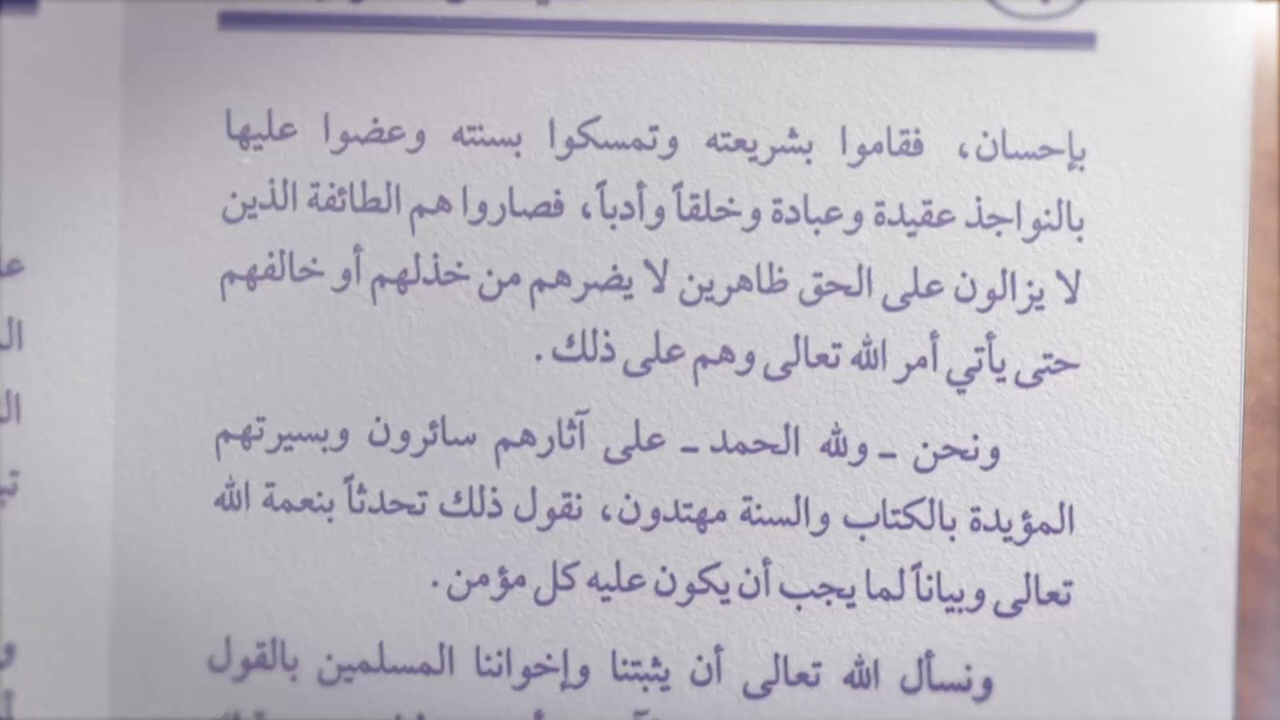 بإحسان، فقاموا بشريعته وتمسكوا بسنته وعضوا عليها
بالنواجذ عقيدة وعبادة وخلقاً وأدباً، فصاروا هم الطائفة الذين
لا يزالون على الحق ظاهرين لا يضرهم من خذلهم أو خالفهم
حتى يأتي أمر الله تعالى وهم على ذلك.
ونحن ـ ولله الحمد ـ على آثارهم سائرون وبسيرتهم
المؤيدة بالكتاب والسنة مهتدون، نقول ذلك تحدثاً بنعمة الله
تعالى وبياناً لما يجب أن يكون عليه كل مؤمن.
ونسأل الله تعالى أن يثبتنا وإخواننا المسلمين بالقول